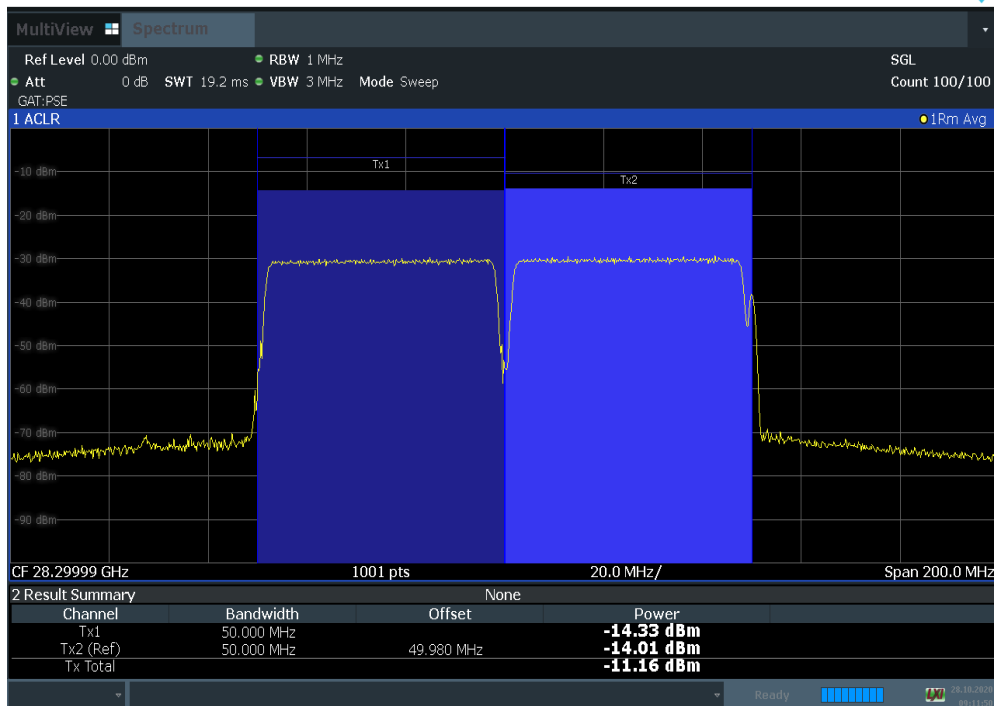 MultiView Spectrum
Ref Level 0.00 dBm RBW 1 MHz SGL
Att 0 dB SWT 19.2 ms VBW 3 MHz Mode Sweep Count 100/100
GAT:PSE
1 ACLR 1Rm Avg
Tx1
-10 dBm
Tx2
-20 dBm
-30 dBm
-40 dBm
-50 dBm
-60 dBm
-70 dBm
-80 dBm
-90 dBm
CF 28.29999 GHz 1001 pts 20.0 MHz/ Span 200.0 MHz
2 Result Summary None
Channel Bandwidth Offset Power
Tx1 50.000 MHz -14.33 dBm
Tx2 (Ref) 50.000 MHz 49.980 MHz -14.01 dBm
Tx Total -11.16 dBm
Ready LXI 28.10.2020
09:11:50